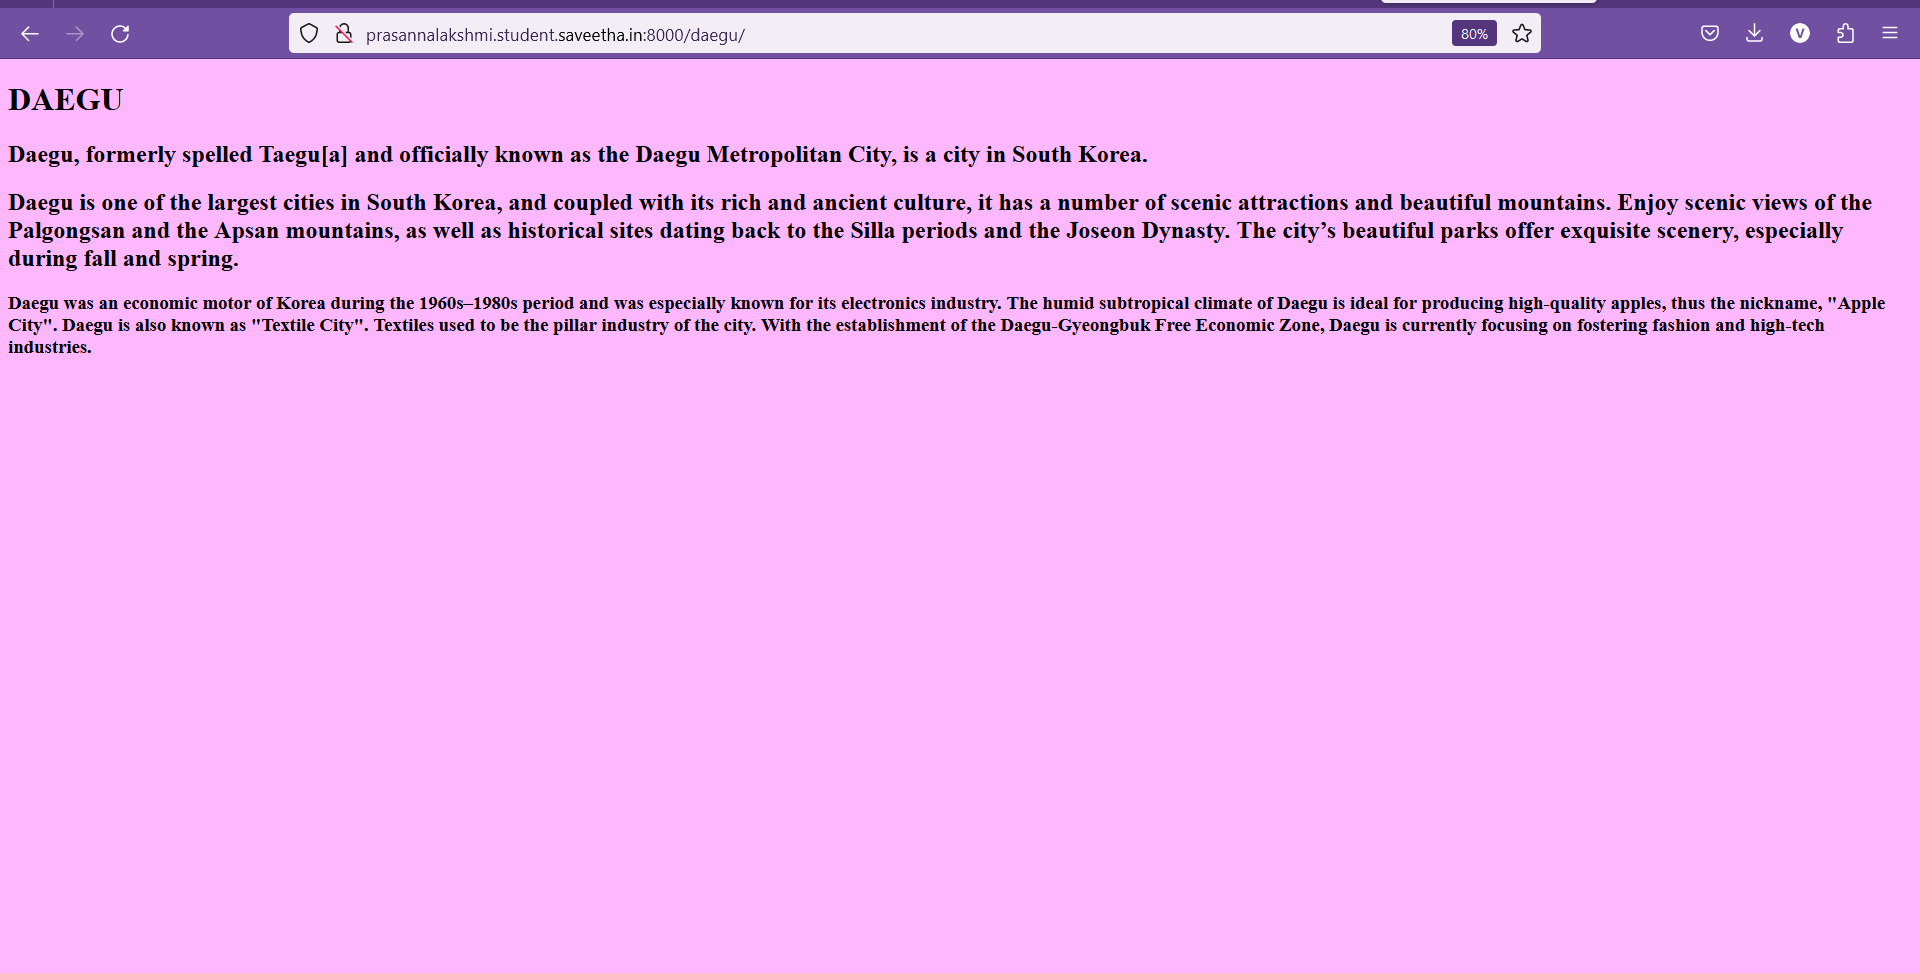 prasannalakshmi.student.saveetha.in:8000/daegu/
80%
V
DAEGU
Daegu, formerly spelled Taegu[a] and officially known as the Daegu Metropolitan City, is a city in South Korea.
Daegu is one of the largest cities in South Korea, and coupled with its rich and ancient culture, it has a number of scenic attractions and beautiful mountains. Enjoy scenic views of the
Palgongsan and the Apsan mountains, as well as historical sites dating back to the Silla periods and the Joseon Dynasty. The city’s beautiful parks offer exquisite scenery, especially
during fall and spring.
Daegu was an economic motor of Korea during the 1960s–1980s period and was especially known for its electronics industry. The humid subtropical climate of Daegu is ideal for producing high-quality apples, thus the nickname, "Apple
City". Daegu is also known as "Textile City". Textiles used to be the pillar industry of the city. With the establishment of the Daegu-Gyeongbuk Free Economic Zone, Daegu is currently focusing on fostering fashion and high-tech
industries.